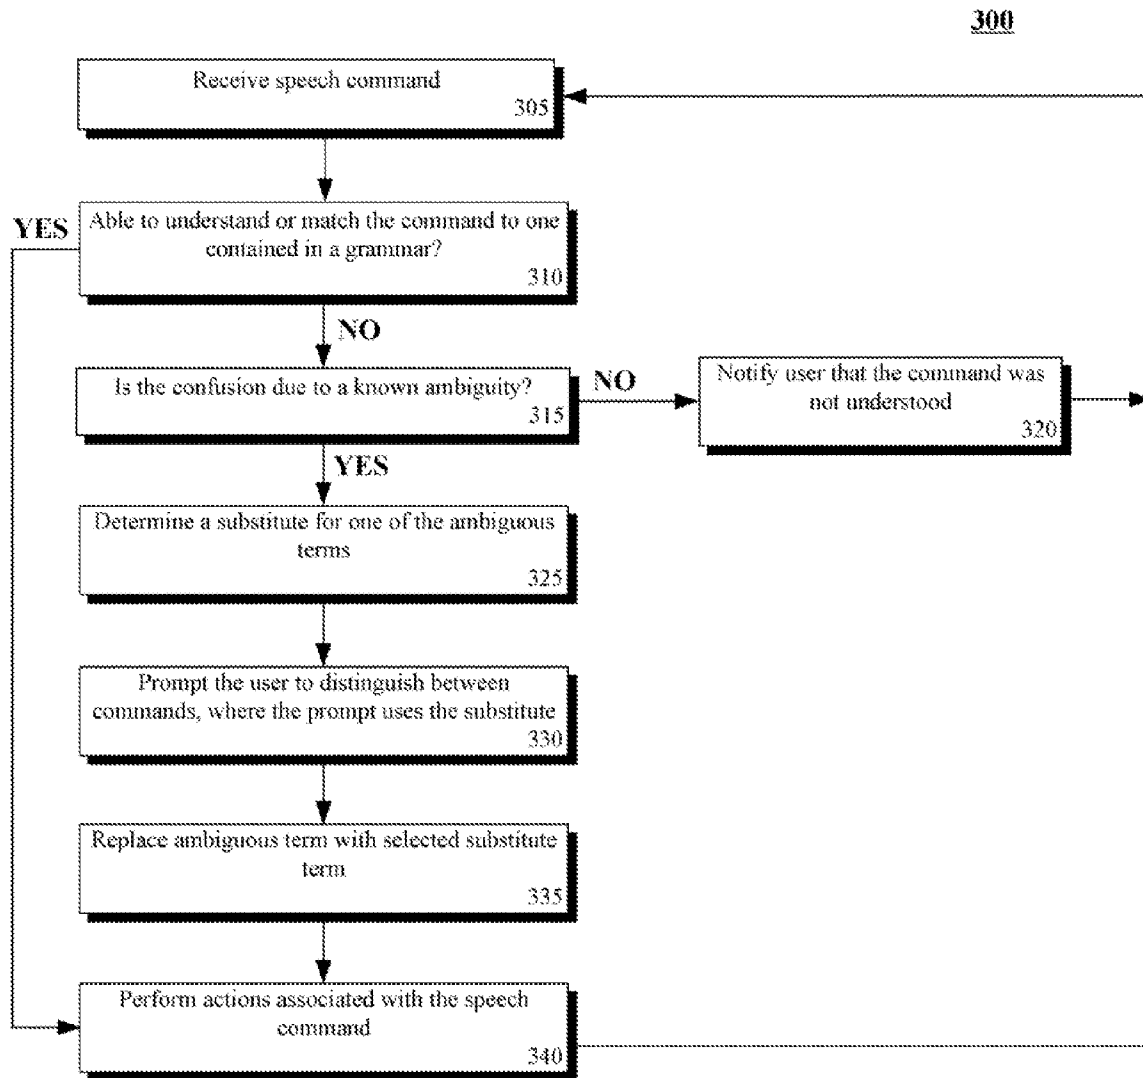 300
Receive speech command
305
Able to understand or match the command to one
contained in a grammar?
310
YES
NO
Is the confusion due to a known ambiguity?
315
NO
Notify user that the command was
not understood
320
YES
Determine a substitute for one of the ambiguous
terms
325
Prompt the user to distinguish between
commands, where the prompt uses the substitute
330
Replace ambiguous term with selected substitute
term
335
Perform actions associated with the speech
command
340